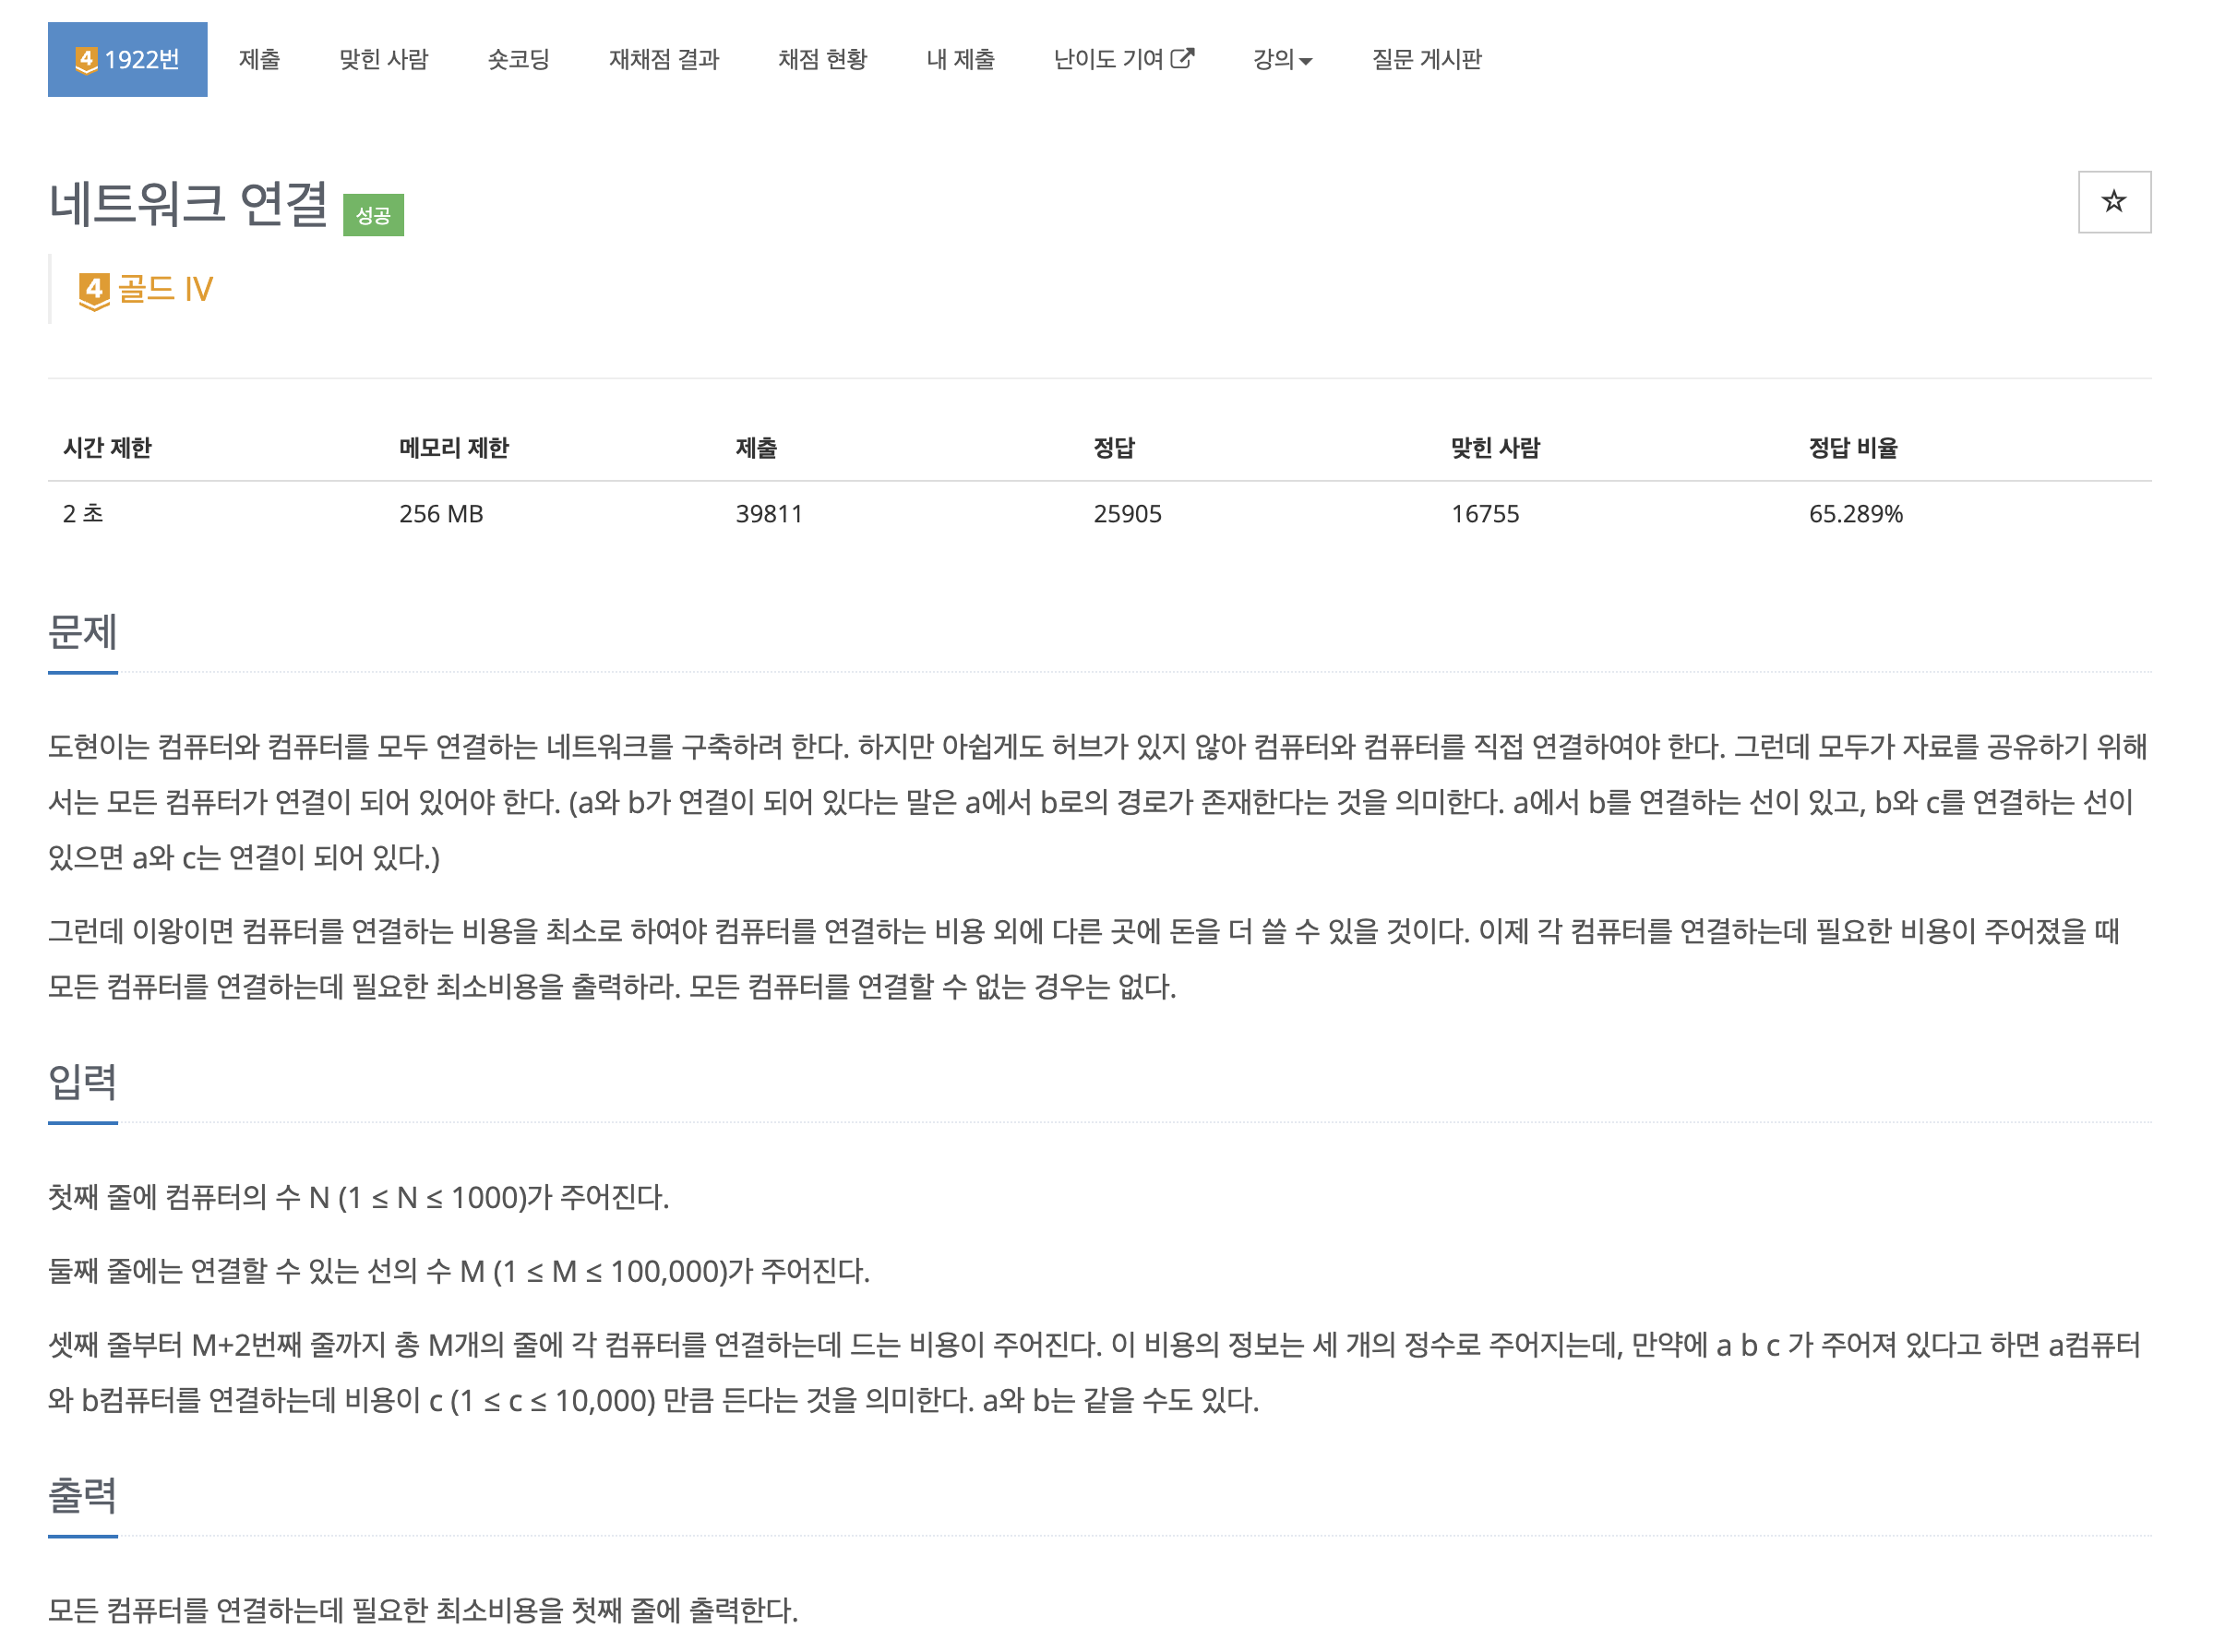 4 1922번 제출 맞힌 사람 숏코딩 재채점 결과 채점 현황 내 제출 난이도 기여 강의 질문 게시판
네트워크 연결 성공
4 골드 IV
시간 제한 메모리 제한 제출 정답 맞힌 사람 정답 비율
2 초 256 MB 39811 25905 16755 65.289%
문제
도현이는 컴퓨터와 컴퓨터를 모두 연결하는 네트워크를 구축하려 한다. 하지만 아쉽게도 허브가 있지 않아 컴퓨터와 컴퓨터를 직접 연결하여야 한다. 그런데 모두가 자료를 공유하기 위해
서는 모든 컴퓨터가 연결이 되어 있어야 한다. (a와 b가 연결이 되어 있다는 말은 a에서 b로의 경로가 존재한다는 것을 의미한다. a에서 b를 연결하는 선이 있고, b와 c를 연결하는 선이
있으면 a와 c는 연결이 되어 있다.)
그런데 이왕이면 컴퓨터를 연결하는 비용을 최소로 하여야 컴퓨터를 연결하는 비용 외에 다른 곳에 돈을 더 쓸 수 있을 것이다. 이제 각 컴퓨터를 연결하는데 필요한 비용이 주어졌을 때
모든 컴퓨터를 연결하는데 필요한 최소비용을 출력하라. 모든 컴퓨터를 연결할 수 없는 경우는 없다.
입력
첫째 줄에 컴퓨터의 수 N (1 ≤ N ≤ 1000)가 주어진다.
둘째 줄에는 연결할 수 있는 선의 수 M (1 ≤ M ≤ 100,000)가 주어진다.
셋째 줄부터 M+2번째 줄까지 총 M개의 줄에 각 컴퓨터를 연결하는데 드는 비용이 주어진다. 이 비용의 정보는 세 개의 정수로 주어지는데, 만약에 a b c 가 주어져 있다고 하면 a컴퓨터
와 b컴퓨터를 연결하는데 비용이 c (1 ≤ c ≤ 10,000) 만큼 든다는 것을 의미한다. a와 b는 같을 수도 있다.
출력
모든 컴퓨터를 연결하는데 필요한 최소비용을 첫째 줄에 출력한다.